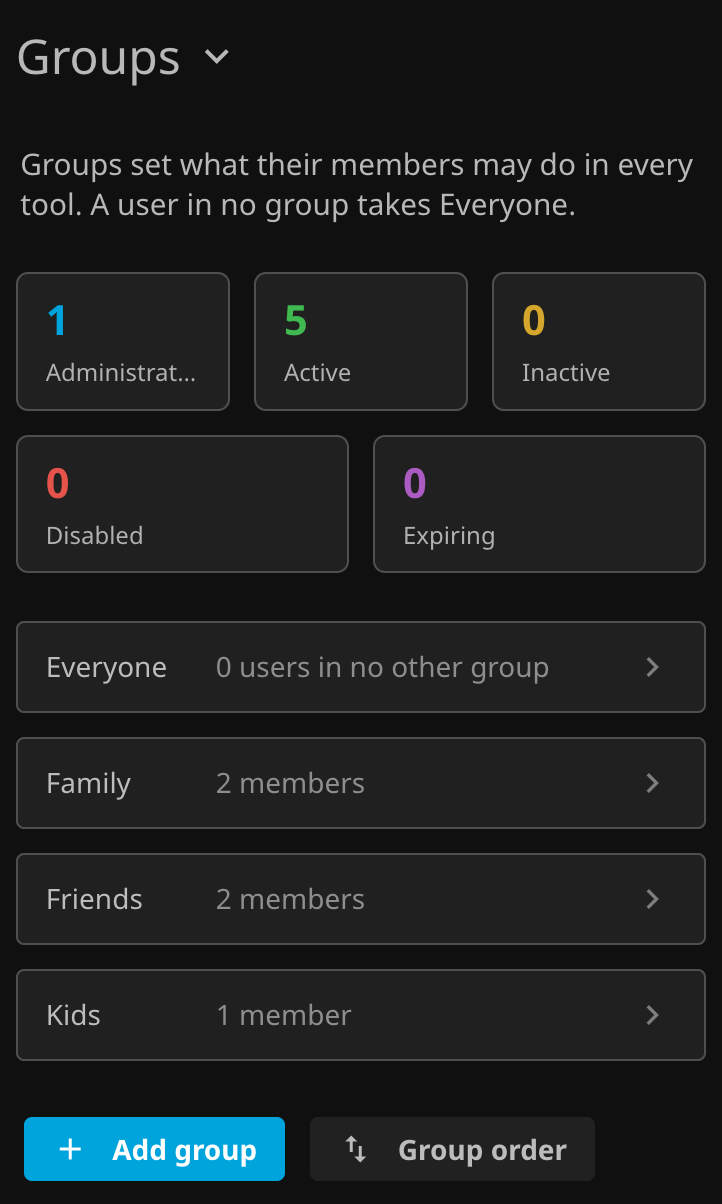 Groups
Groups set what their members may do in every
tool. A user in no group takes Everyone.
1
Administrat...
5
Active
0
Inactive
0
Disabled
0
Expiring
Everyone 0 users in no other group
Family 2 members
Friends 2 members
Kids 1 member
Add group
Group order